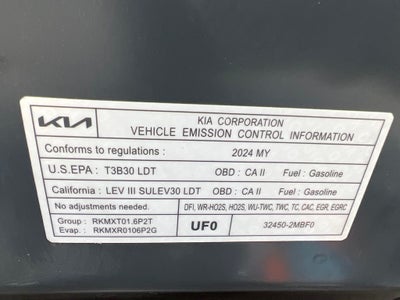 KIA
KIA CORPORATION
VEHICLE EMISSION CONTROL INFORMATION
Conforms to regulations : 2024 MY
U.S.EPA : T3B30 LDT OBD : CA II Fuel : Gasoline
California : LEV III SULEV30 LDT OBD : CA II Fuel : Gasoline
No adjustments needed. DFI, WR-HO2S, HO2S, WU-TWC, TWC, TC, CAC, EGR, EGRC
Group : RKMXT01.6P2T
Evap. : RKMXR0106P2G
UF0 32450-2MBF0